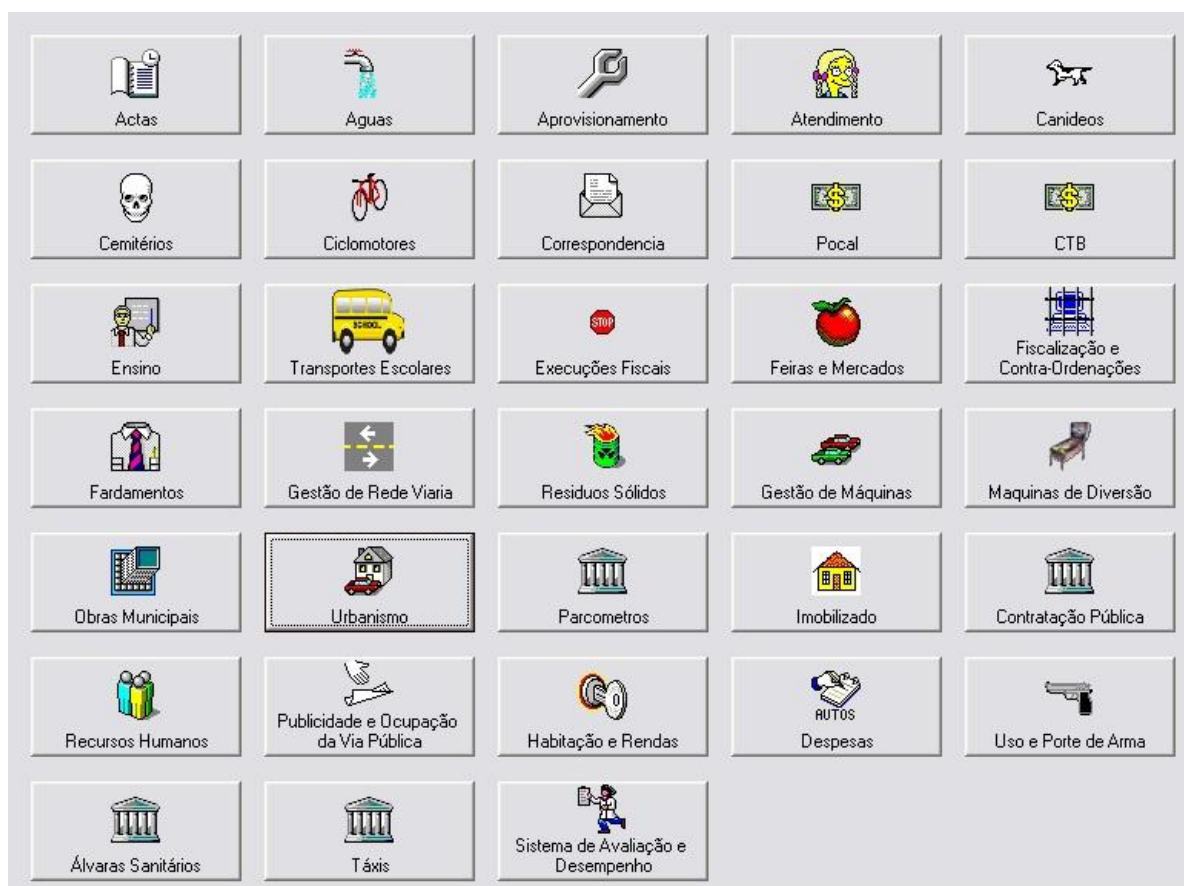 Actas
Aguas
Aprovisionamento
Atendimento
Canideos
Cemitérios
Ciclomotores
Correspondencia
Pocal
CTB
Ensino
SCHOOL
Transportes Escolares
STOP
Execuções Fiscais
Feiras e Mercados
Fiscalização e
Contra-Ordenações
Fardamentos
Gestão de Rede Viaria
Residuos Sólidos
Gestão de Máquinas
Maquinas de Diversão
Obras Municipais
Urbanismo
Parcometros
Imobilizado
Contratação Pública
Recursos Humanos
Publicidade e Ocupação
da Via Pública
Habitação e Rendas
AUTOS
Despesas
Uso e Porte de Arma
Álvaras Sanitários
Táxis
Sistema de Avaliação e
Desempenho